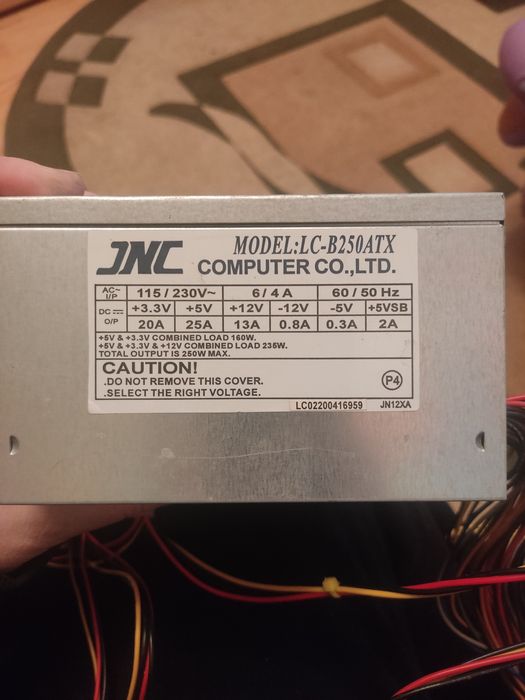 JNC MODEL:LC-B250ATX
COMPUTER CO.,LTD.
AC~ I/P 115 / 230V~ 6 / 4 A 60 / 50 Hz
DC O/P +3.3V +5V +12V -12V -5V +5VSB
20A 25A 13A 0.8A 0.3A 2A
+5V & +3.3V COMBINED LOAD 160W.
+5V & +3.3V & +12V COMBINED LOAD 235W.
TOTAL OUTPUT IS 250W MAX.
CAUTION!
.DO NOT REMOVE THIS COVER.
.SELECT THE RIGHT VOLTAGE.
P4
LC02200416959 JN12XA